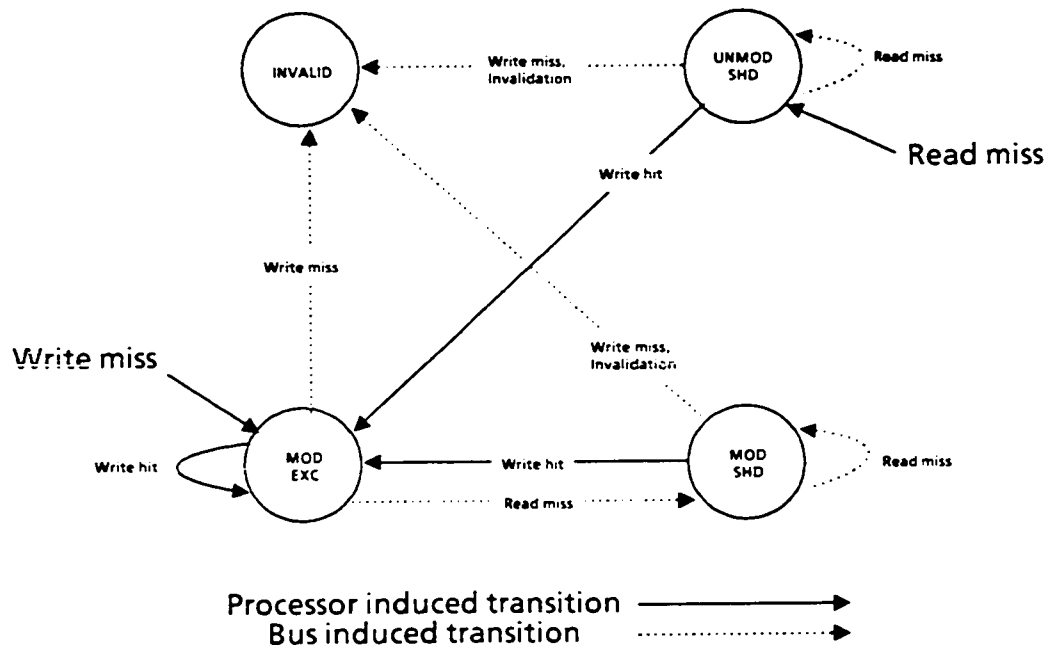 INVALID
Write miss,
Invalidation
UNMOD
SHD
Read miss
Read miss
Write hit
Write miss
Write miss,
Invalidation
Write miss
Write hit
MOD
EXC
Write hit
Read miss
MOD
SHD
Read miss
Processor induced transition
Bus induced transition